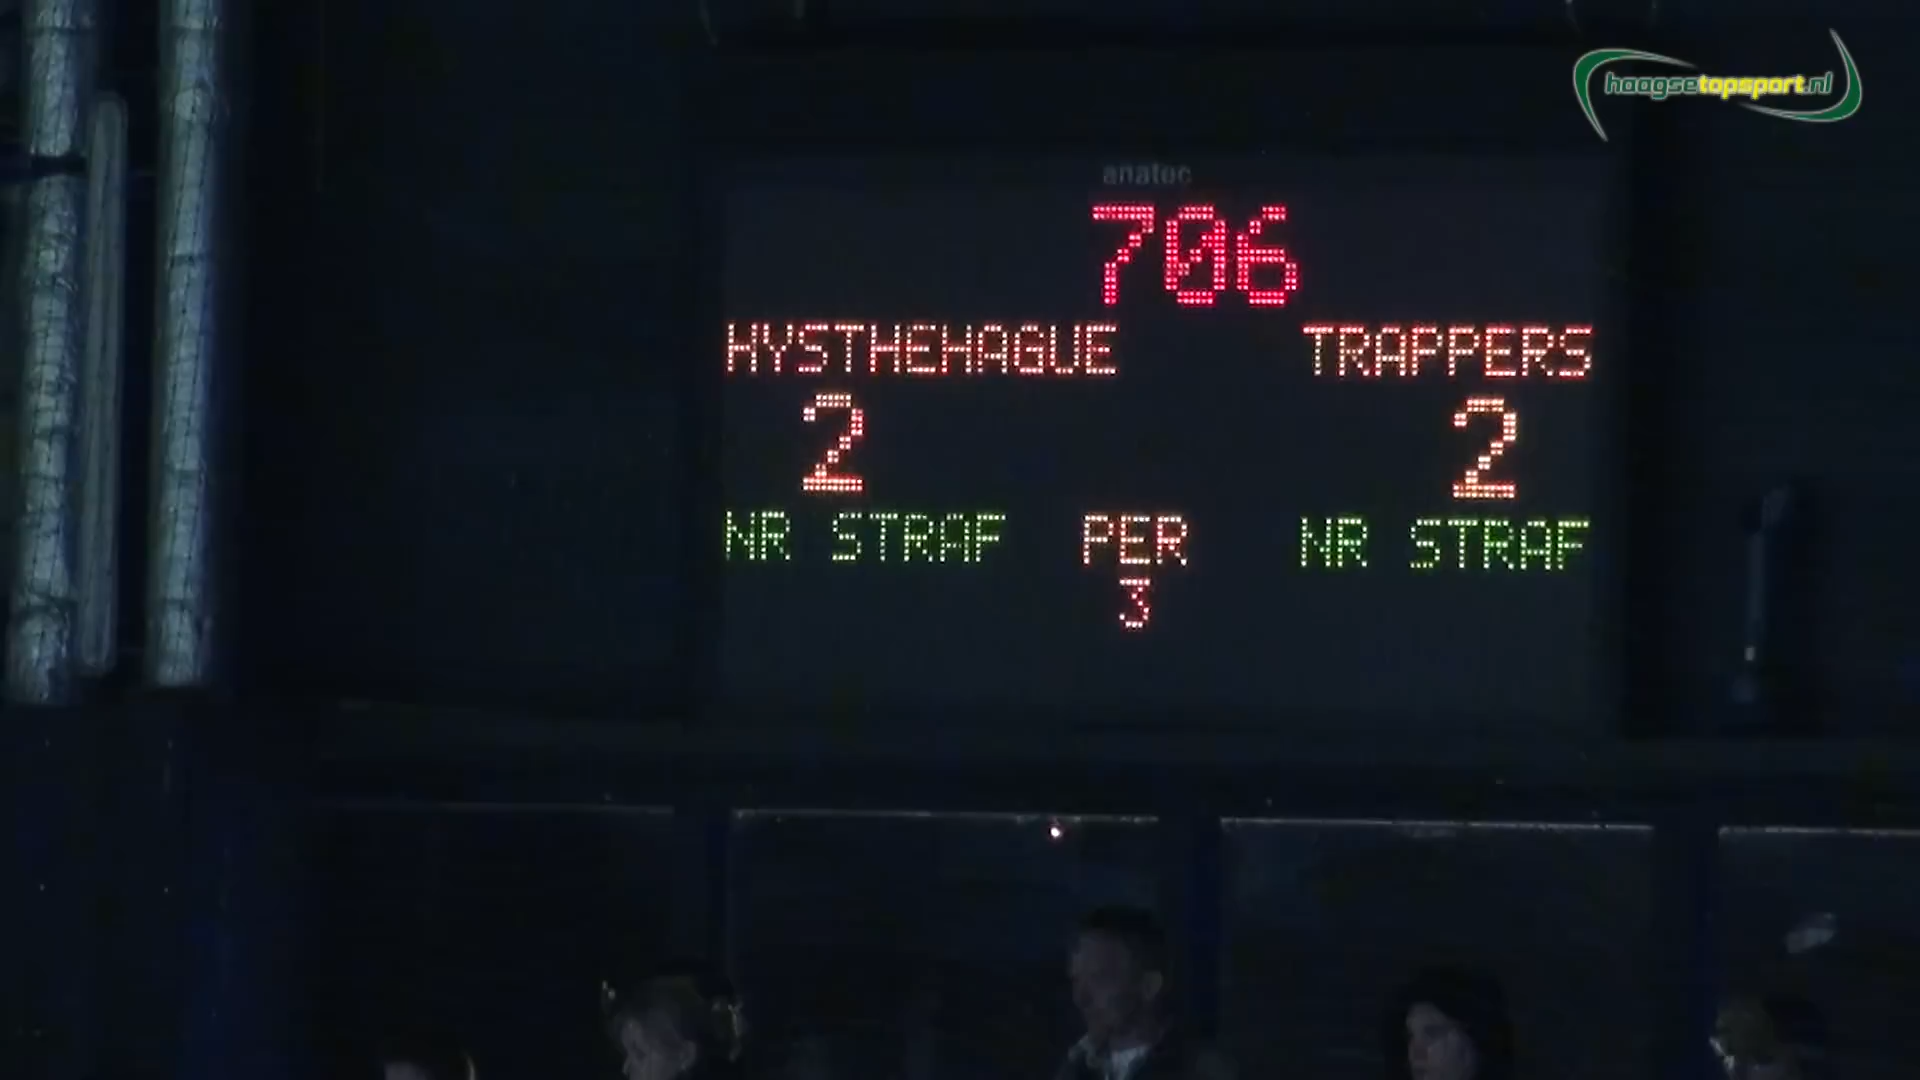 haagsetopsport.nl
anatec
706
HYSTHEHAGUE TRAPPERS
2 2
NR STRAF PER NR STRAF
3